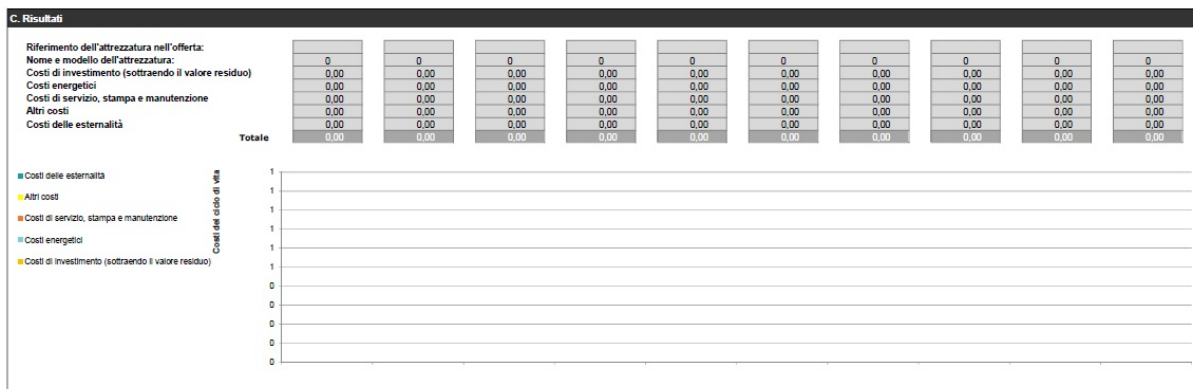 C. Risultati
Riferimento dell'attrezzatura nell'offerta:
Nome e modello dell'attrezzatura: 0 0 0 0 0 0 0 0 0 0
Costi di investimento (sottraendo il valore residuo) 0,00 0,00 0,00 0,00 0,00 0,00 0,00 0,00 0,00 0,00
Costi energetici 0,00 0,00 0,00 0,00 0,00 0,00 0,00 0,00 0,00 0,00
Costi di servizio, stampa e manutenzione 0,00 0,00 0,00 0,00 0,00 0,00 0,00 0,00 0,00 0,00
Altri costi 0,00 0,00 0,00 0,00 0,00 0,00 0,00 0,00 0,00 0,00
Costi delle esternalità 0,00 0,00 0,00 0,00 0,00 0,00 0,00 0,00 0,00 0,00
Totale 0,00 0,00 0,00 0,00 0,00 0,00 0,00 0,00 0,00 0,00
Costi delle esternalità
Altri costi
Costi di servizio, stampa e manutenzione
Costi energetici
Costi di investimento (sottraendo il valore residuo)
Costi del ciclo di vita
1
1
1
1
1
1
0
0
0
0
0